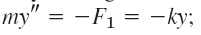 my″ = −F₁ = −ky;